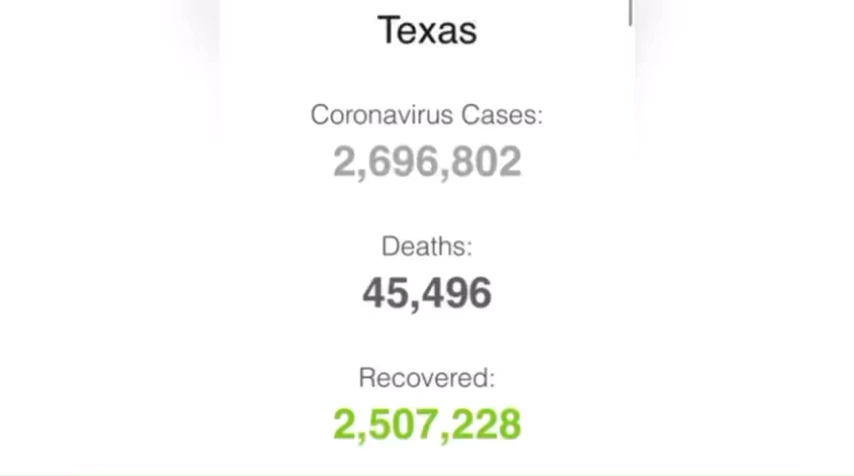 Texas
Coronavirus Cases:
2,696,802
Deaths:
45,496
Recovered:
2,507,228